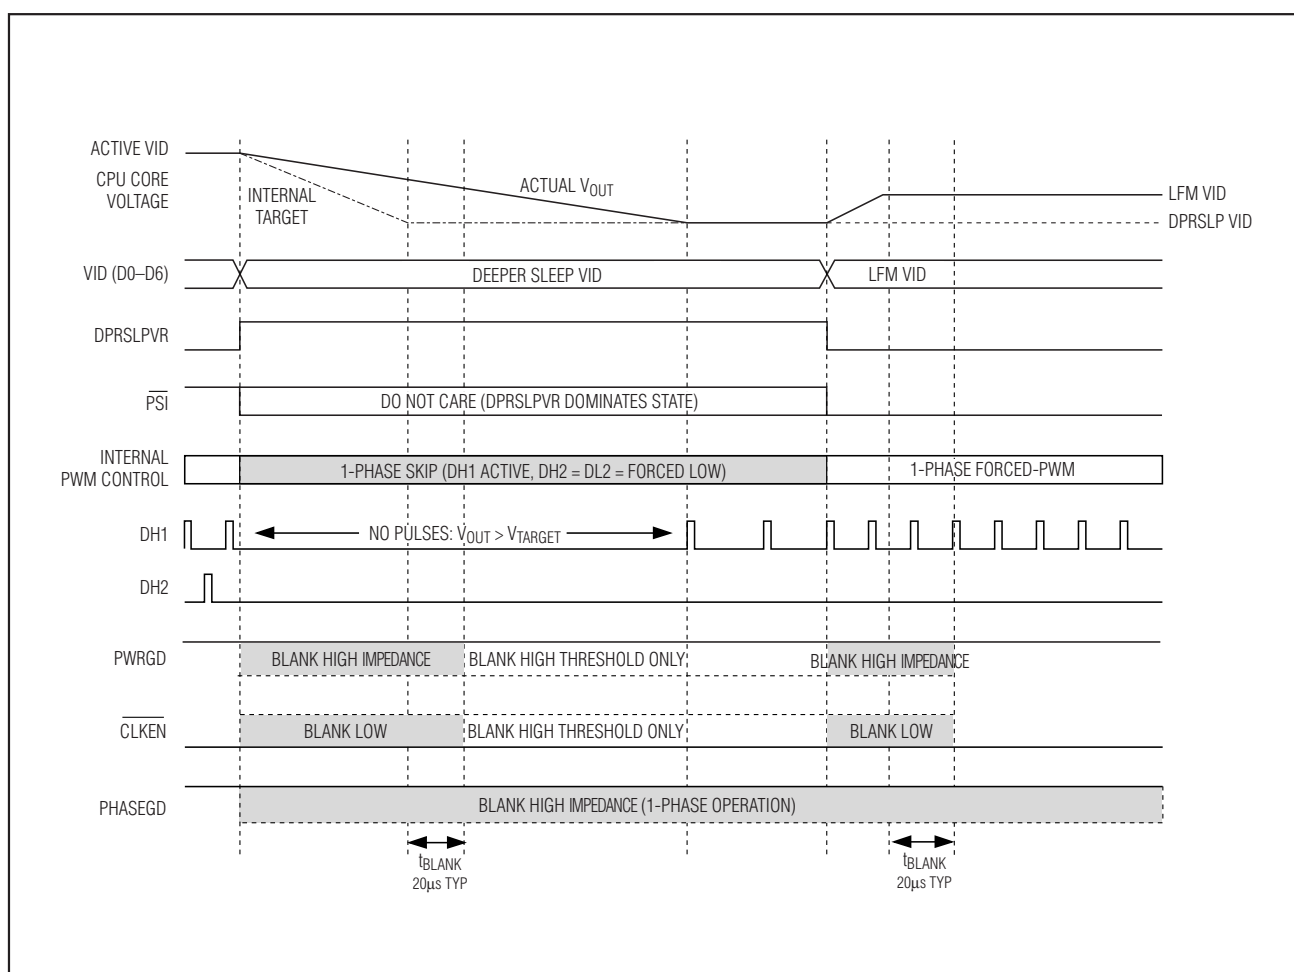 ACTIVE VID
CPU CORE
VOLTAGE
INTERNAL
TARGET
ACTUAL VOUT
LFM VID
DPRSLP VID
VID (D0–D6)
DEEPER SLEEP VID
LFM VID
DPRSLPVR
PSI
DO NOT CARE (DPRSLPVR DOMINATES STATE)
INTERNAL
PWM CONTROL
1-PHASE SKIP (DH1 ACTIVE, DH2 = DL2 = FORCED LOW)
1-PHASE FORCED-PWM
DH1
NO PULSES: VOUT > VTARGET
DH2
PWRGD
BLANK HIGH IMPEDANCE
BLANK HIGH THRESHOLD ONLY
BLANK HIGH IMPEDANCE
CLKEN
BLANK LOW
BLANK HIGH THRESHOLD ONLY
BLANK LOW
PHASEGD
BLANK HIGH IMPEDANCE (1-PHASE OPERATION)
tBLANK
20μs TYP
tBLANK
20μs TYP